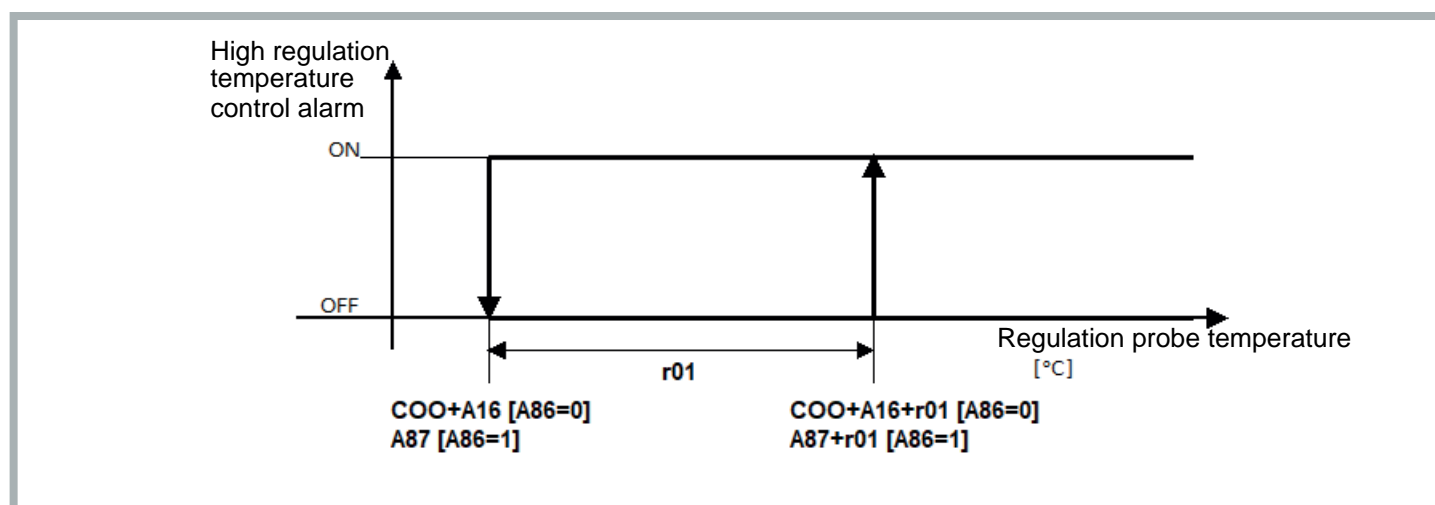 High regulation
temperature
control alarm
ON
OFF
Regulation probe temperature
[°C]
r01
COO+A16 [A86=0]
A87 [A86=1]
COO+A16+r01 [A86=0]
A87+r01 [A86=1]